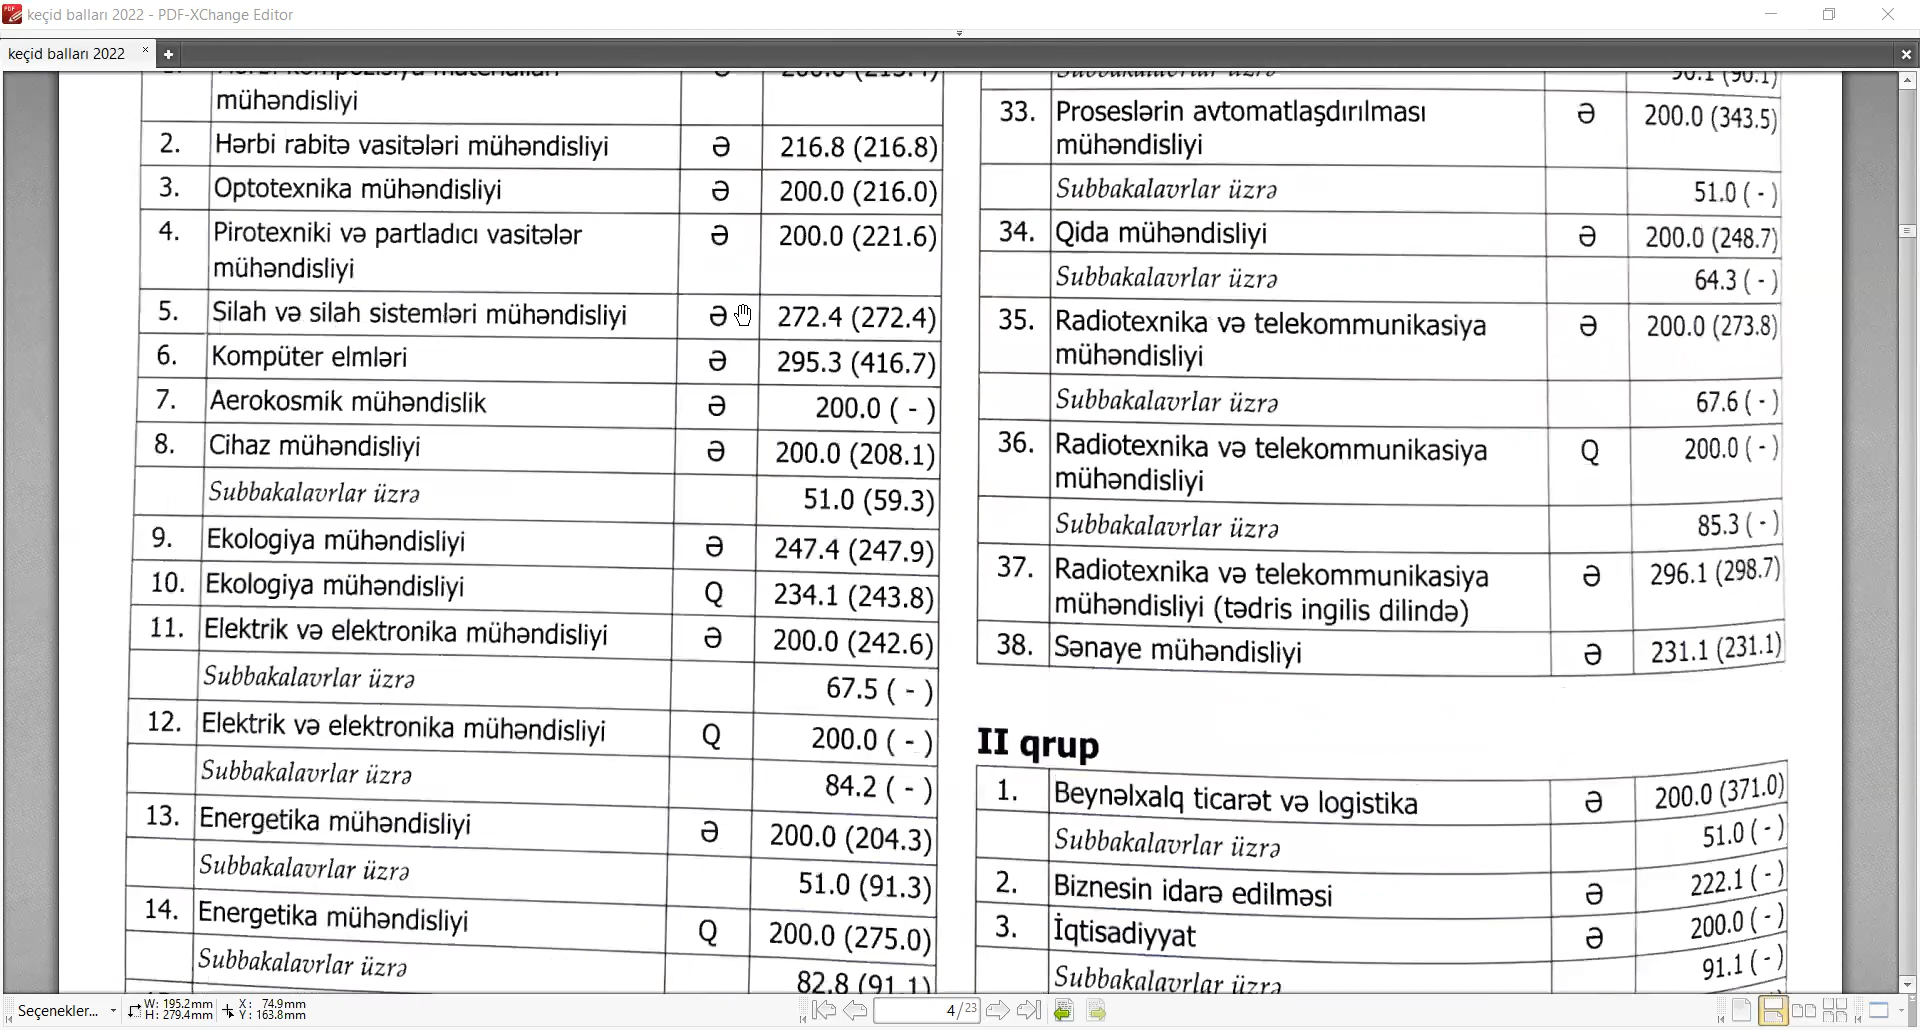 keçid balları 2022 - PDF-XChange Editor
keçid balları 2022
mühəndisliyi
2. Hərbi rabitə vasitələri mühəndisliyi Ə 216.8 (216.8)
3. Optotexnika mühəndisliyi Ə 200.0 (216.0)
4. Pirotexniki və partladıcı vasitələr Ə 200.0 (221.6)
mühəndisliyi
5. Silah və silah sistemləri mühəndisliyi Ə 272.4 (272.4)
6. Kompüter elmləri Ə 295.3 (416.7)
7. Aerokosmik mühəndislik Ə 200.0 ( - )
8. Cihaz mühəndisliyi Ə 200.0 (208.1)
Subbakalavrlar üzrə 51.0 (59.3)
9. Ekologiya mühəndisliyi Ə 247.4 (247.9)
10. Ekologiya mühəndisliyi Q 234.1 (243.8)
11. Elektrik və elektronika mühəndisliyi Ə 200.0 (242.6)
Subbakalavrlar üzrə 67.5 ( - )
12. Elektrik və elektronika mühəndisliyi Q 200.0 ( - )
Subbakalavrlar üzrə 84.2 ( - )
13. Energetika mühəndisliyi Ə 200.0 (204.3)
Subbakalavrlar üzrə 51.0 (91.3)
14. Energetika mühəndisliyi Q 200.0 (275.0)
Subbakalavrlar üzrə 82.8 (91.1)
Subbakalavrlar üzrə 90.1 (90.1)
33. Proseslərin avtomatlaşdırılması Ə 200.0 (343.5)
mühəndisliyi
Subbakalavrlar üzrə 51.0 ( - )
34. Qida mühəndisliyi Ə 200.0 (248.7)
Subbakalavrlar üzrə 64.3 ( - )
35. Radiotexnika və telekommunikasiya Ə 200.0 (273.8)
mühəndisliyi
Subbakalavrlar üzrə 67.6 ( - )
36. Radiotexnika və telekommunikasiya Q 200.0 ( - )
mühəndisliyi
Subbakalavrlar üzrə 85.3 ( - )
37. Radiotexnika və telekommunikasiya Ə 296.1 (298.7)
mühəndisliyi (tədris ingilis dilində)
38. Sənaye mühəndisliyi Ə 231.1 (231.1)
II qrup
1. Beynəlxalq ticarət və logistika Ə 200.0 (371.0)
Subbakalavrlar üzrə 51.0 ( - )
2. Biznesin idarə edilməsi Ə 222.1 ( - )
3. İqtisadiyyat Ə 200.0 ( - )
Subbakalavrlar üzrə 91.1 ( - )
Seçenekler... W: 195.2mm X: 74.9mm 4 /23
H: 279.4mm Y: 163.8mm